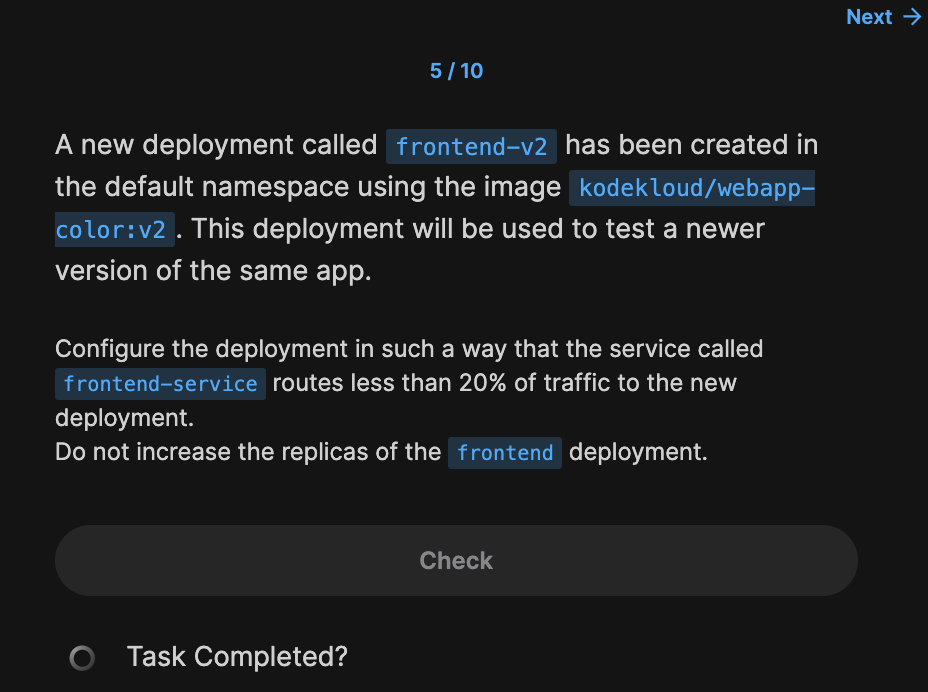 Next →
5 / 10
A new deployment called frontend-v2 has been created in
the default namespace using the image kodekloud/webapp-
color:v2. This deployment will be used to test a newer
version of the same app.
Configure the deployment in such a way that the service called
frontend-service routes less than 20% of traffic to the new
deployment.
Do not increase the replicas of the frontend deployment.
Check
Task Completed?